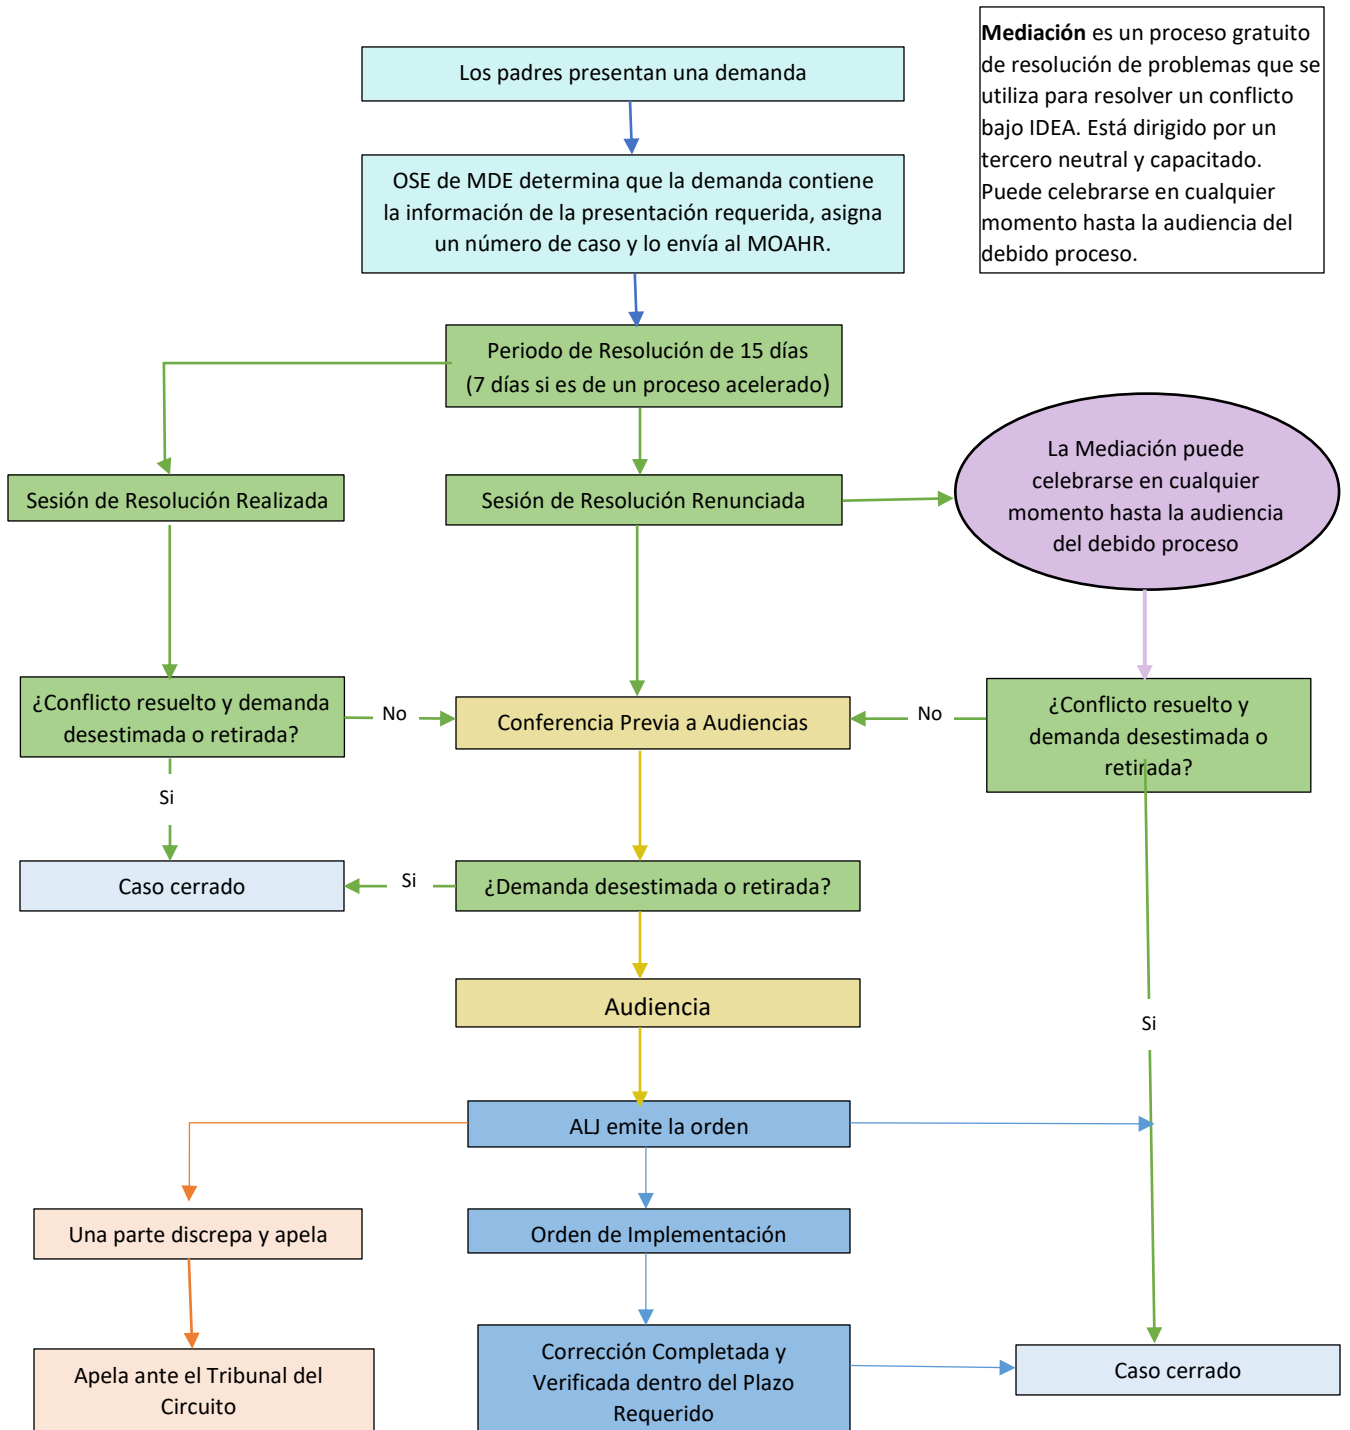 Los padres presentan una demanda
Mediación es un proceso gratuito
de resolución de problemas que se
utiliza para resolver un conflicto
bajo IDEA. Está dirigido por un
tercero neutral y capacitado.
Puede celebrarse en cualquier
momento hasta la audiencia del
debido proceso.
OSE de MDE determina que la demanda contiene
la información de la presentación requerida, asigna
un número de caso y lo envía al MOAHR.
Periodo de Resolución de 15 días
(7 días si es de un proceso acelerado)
Sesión de Resolución Realizada
Sesión de Resolución Renunciada
La Mediación puede
celebrarse en cualquier
momento hasta la audiencia
del debido proceso
¿Conflicto resuelto y demanda
desestimada o retirada?
No
Conferencia Previa a Audiencias
No
¿Conflicto resuelto y
demanda desestimada o
retirada?
Si
Caso cerrado
Si
¿Demanda desestimada o retirada?
Audiencia
Si
ALJ emite la orden
Una parte discrepa y apela
Orden de Implementación
Apela ante el Tribunal del
Circuito
Corrección Completada y
Verificada dentro del Plazo
Requerido
Caso cerrado